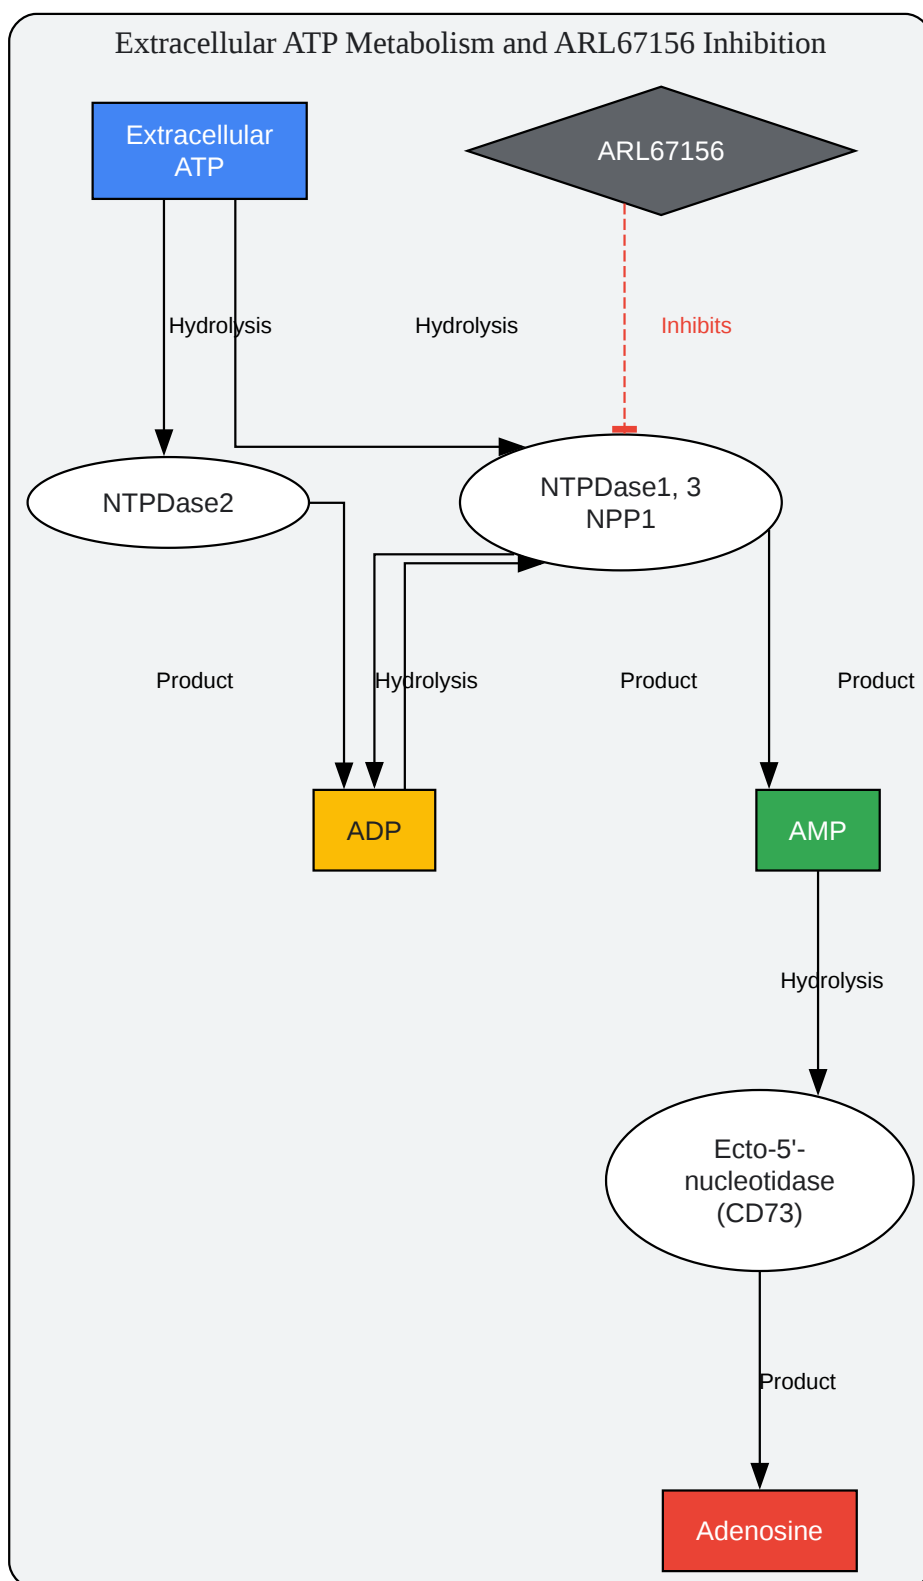 Extracellular ATP Metabolism and ARL67156 Inhibition
Extracellular
ATP
ARL67156
Hydrolysis
Hydrolysis
Inhibits
NTPDase2
NTPDase1, 3
NPP1
Product
Hydrolysis
Product
Product
ADP
AMP
Hydrolysis
Ecto-5'-
nucleotidase
(CD73)
Product
Adenosine